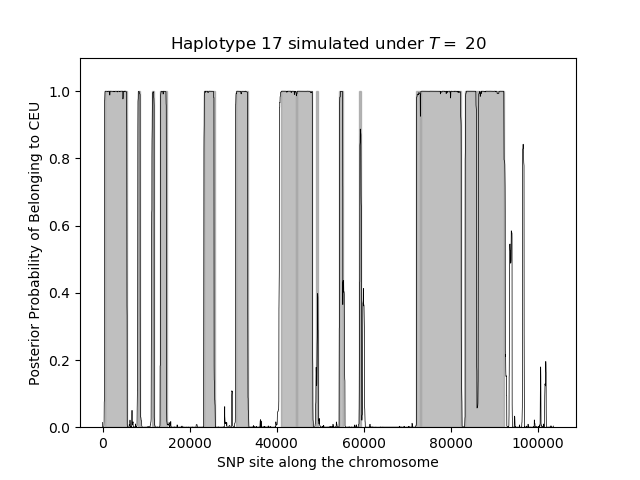 Haplotype 17 simulated under T = 20
Posterior Probability of Belonging to CEU
1.0
0.8
0.6
0.4
0.2
0.0
0 20000 40000 60000 80000 100000
SNP site along the chromosome